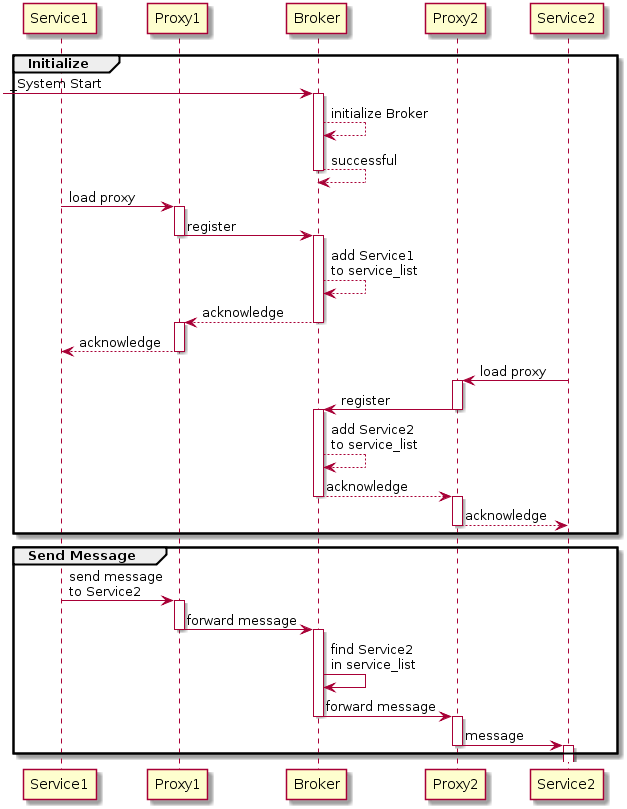 Service1 Proxy1 Broker Proxy2 Service2
Initialize
System Start
initialize Broker
successful
load proxy
register
add Service1
to service_list
acknowledge
acknowledge
load proxy
register
add Service2
to service_list
acknowledge
acknowledge
Send Message
send message
to Service2
forward message
find Service2
in service_list
forward message
message
Service1 Proxy1 Broker Proxy2 Service2